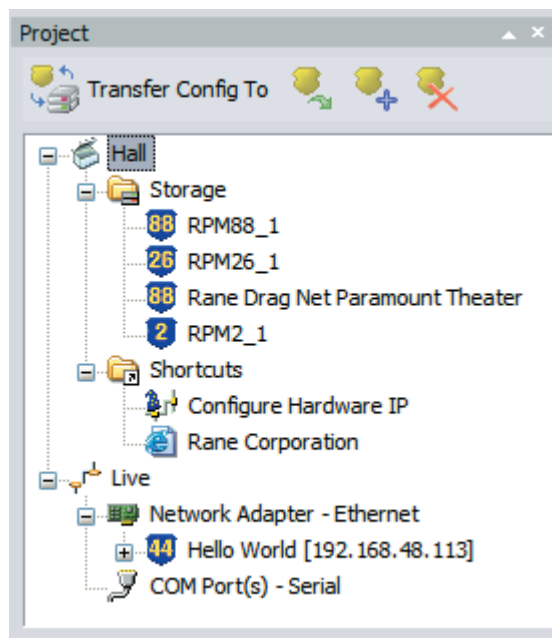 Project
Transfer Config To
Hall
Storage
88 RPM88_1
26 RPM26_1
88 Rane Drag Net Paramount Theater
2 RPM2_1
Shortcuts
Configure Hardware IP
Rane Corporation
Live
Network Adapter - Ethernet
44 Hello World [192.168.48.113]
COM Port(s) - Serial